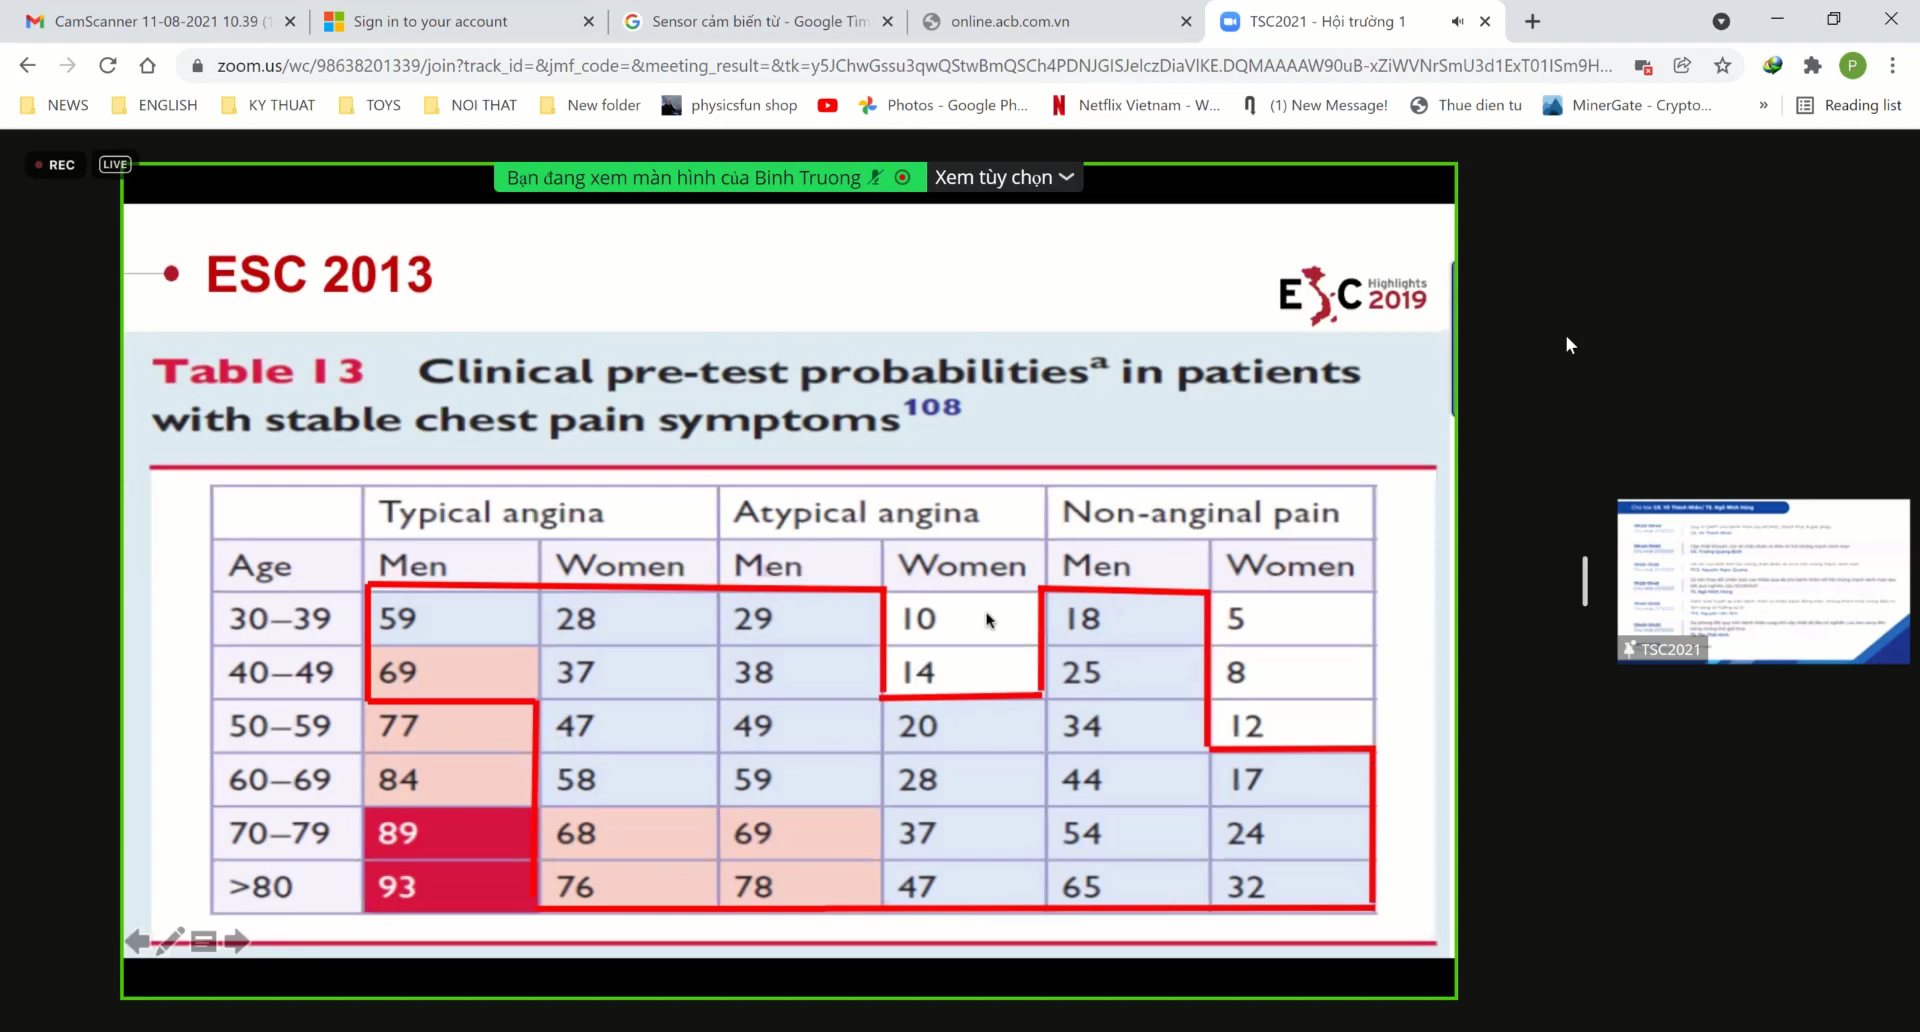 CamScanner 11-08-2021 10.39 (1
Sign in to your account
Sensor cảm biến từ - Google Tìm
online.acb.com.vn
TSC2021 - Hội trường 1
zoom.us/wc/98638201339/join?track_id=&jmf_code=&meeting_result=&tk=
P
NEWS
ENGLISH
KY THUAT
TOYS
NOI THAT
New folder
physicsfun shop
Photos - Google Ph...
Netflix Vietnam - W...
(1) New Message!
Thue dien tu
MinerGate - Crypto...
»
Reading list
REC
LIVE
Bạn đang xem màn hình của Binh Truong
Xem tùy chọn
ESC 2013
ESC Highlights
2019
Table 13 Clinical pre-test probabilitiesᵃ in patients
with stable chest pain symptoms¹⁰⁸
Typical angina Atypical angina Non-anginal pain
Age Men Women Men Women Men Women
30–39 59 28 29 10 18 5
40–49 69 37 38 14 25 8
50–59 77 47 49 20 34 12
60–69 84 58 59 28 44 17
70–79 89 68 69 37 54 24
>80 93 76 78 47 65 32
TSC2021